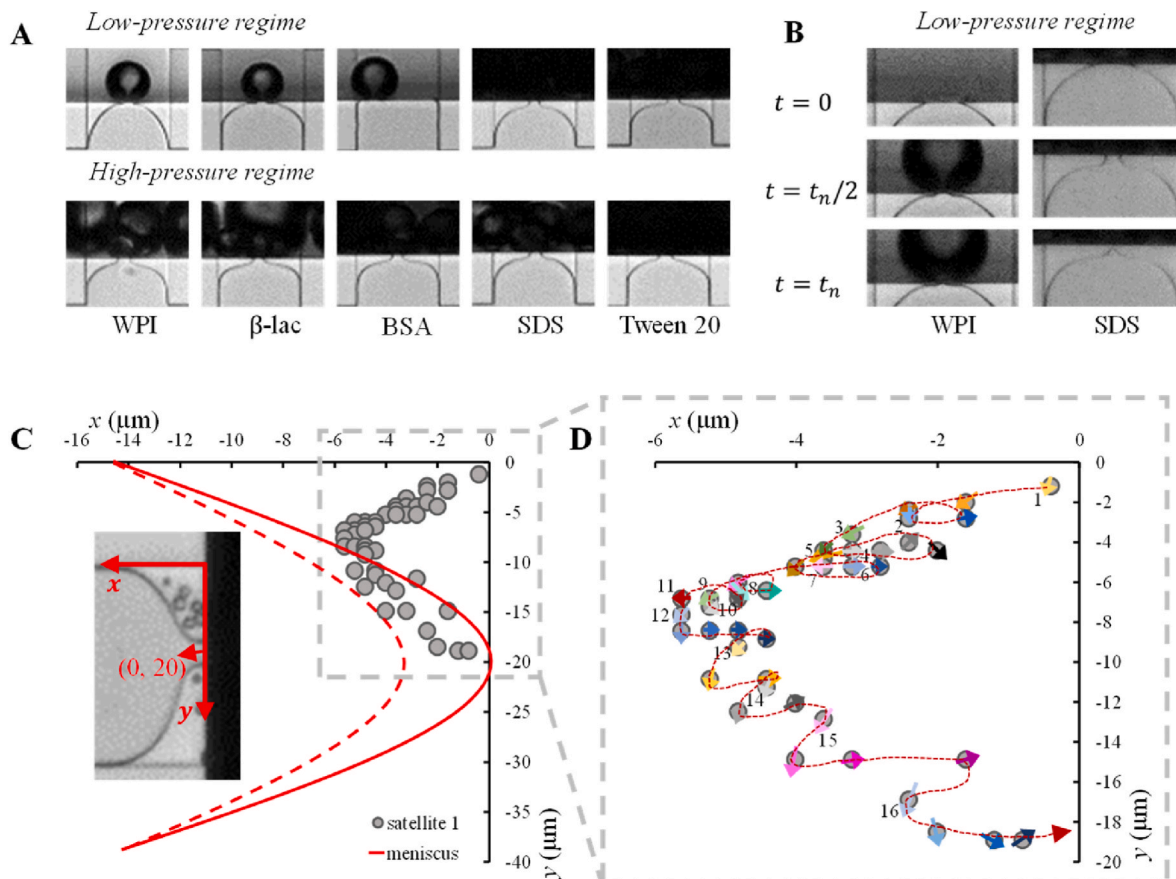 A
Low-pressure regime
High-pressure regime
WPI β-lac BSA SDS Tween 20
B
Low-pressure regime
t = 0
t = tₙ/2
t = tₙ
WPI SDS
C
x (μm)
-16 -14 -12 -10 -8 -6 -4 -2 0
0
-5
-10
-15
-20
-25
-30
-35
-40
y (μm)
x
(0, 20)
y
satellite 1
meniscus
D
x (μm)
-6 -4 -2 0
0
-2
-4
-6
-8
-10
-12
-14
-16
-18
-20
y (μm)
1
2
3
4
5
6
7
8
9
10
11
12
13
14
15
16